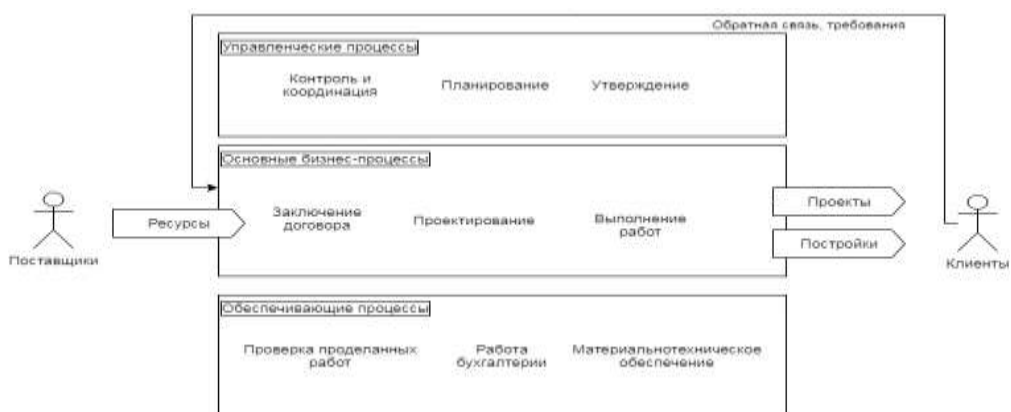 Обратная связь, требования
Управленческие процессы
Контроль и
координация
Планирование
Утверждение
Основные бизнес-процессы
Поставщики
Ресурсы
Заключение
договора
Проектирование
Выполнение
работ
Проекты
Постройки
Клиенты
Обеспечивающие процессы
Проверка проделанных
работ
Работа
бухгалтерии
Материальнотехническое
обеспечение